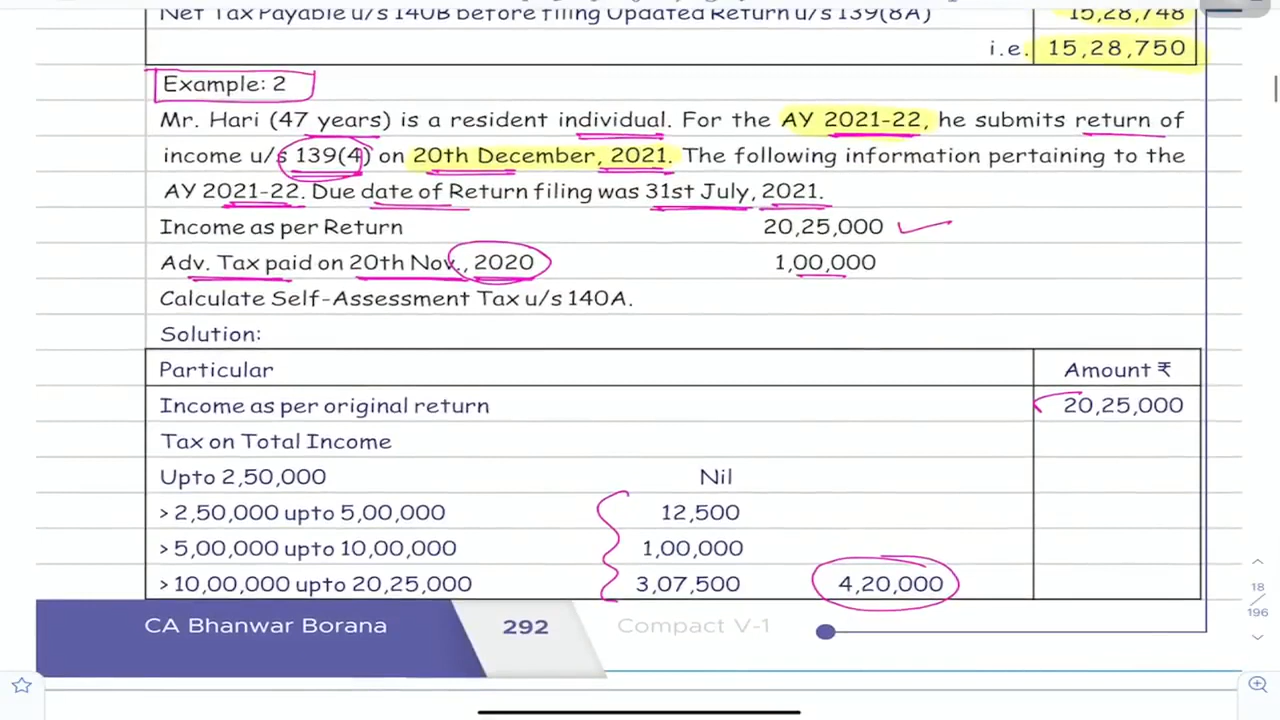 Net Tax Payable u/s 140B before filing Updated Return u/s 139(8A) 15,28,748
i.e. 15,28,750
Example: 2
Mr. Hari (47 years) is a resident individual. For the AY 2021-22, he submits return of
income u/s 139(4) on 20th December, 2021. The following information pertaining to the
AY 2021-22. Due date of Return filing was 31st July, 2021.
Income as per Return 20,25,000
Adv. Tax paid on 20th Nov., 2020 1,00,000
Calculate Self-Assessment Tax u/s 140A.
Solution:
Particular Amount ₹
Income as per original return 20,25,000
Tax on Total Income
Upto 2,50,000 Nil
> 2,50,000 upto 5,00,000 12,500
> 5,00,000 upto 10,00,000 1,00,000
> 10,00,000 upto 20,25,000 3,07,500 4,20,000
CA Bhanwar Borana 292 Compact V-1
18
196